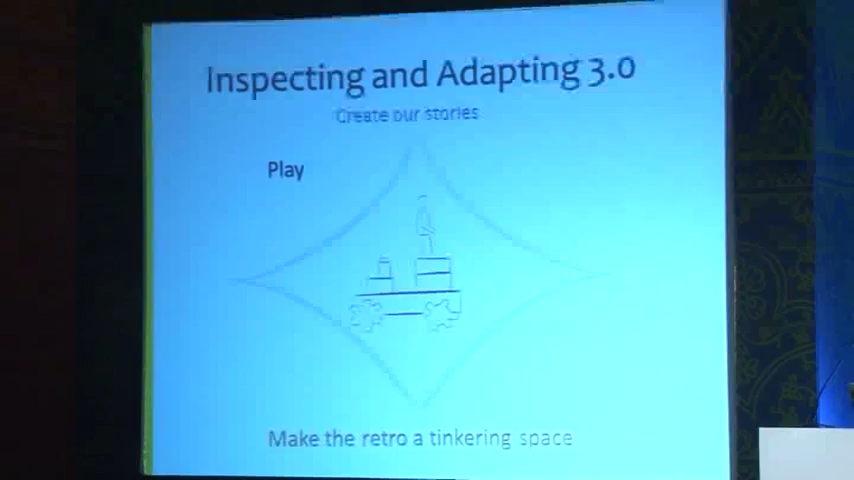 Inspecting and Adapting 3.0
Create our stories
Play
Make the retro a tinkering space